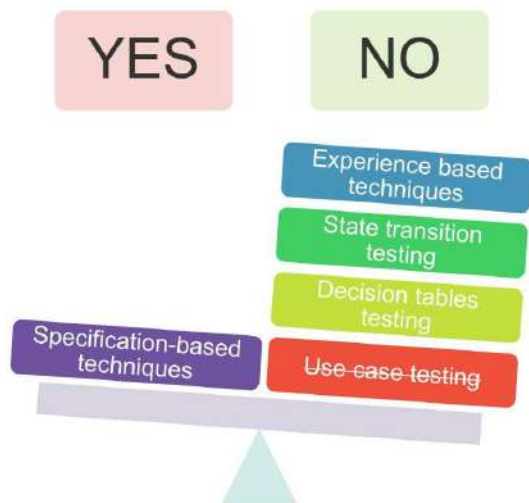 YES
NO
Experience based
techniques
State transition
testing
Decision tables
testing
Specification-based
techniques
Use case testing